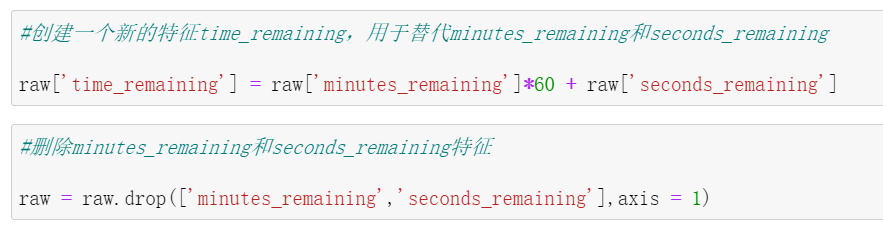 #创建一个新的特征time_remaining，用于替代minutes_remaining和seconds_remaining
raw['time_remaining'] = raw['minutes_remaining']*60 + raw['seconds_remaining']
#删除minutes_remaining和seconds_remaining特征
raw = raw.drop(['minutes_remaining','seconds_remaining'],axis = 1)